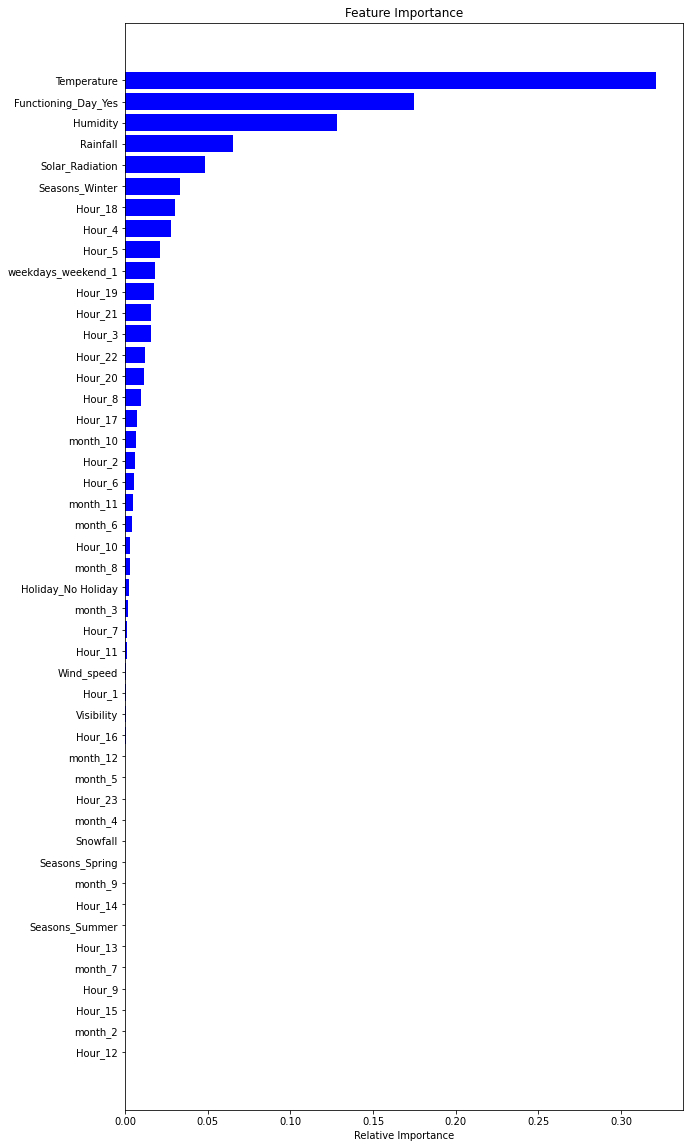 Feature Importance
Temperature
Functioning_Day_Yes
Humidity
Rainfall
Solar_Radiation
Seasons_Winter
Hour_18
Hour_4
Hour_5
weekdays_weekend_1
Hour_19
Hour_21
Hour_3
Hour_22
Hour_20
Hour_8
Hour_17
month_10
Hour_2
Hour_6
month_11
month_6
Hour_10
month_8
Holiday_No Holiday
month_3
Hour_7
Hour_11
Wind_speed
Hour_1
Visibility
Hour_16
month_12
month_5
Hour_23
month_4
Snowfall
Seasons_Spring
month_9
Hour_14
Seasons_Summer
Hour_13
month_7
Hour_9
Hour_15
month_2
Hour_12
0.00 0.05 0.10 0.15 0.20 0.25 0.30
Relative Importance